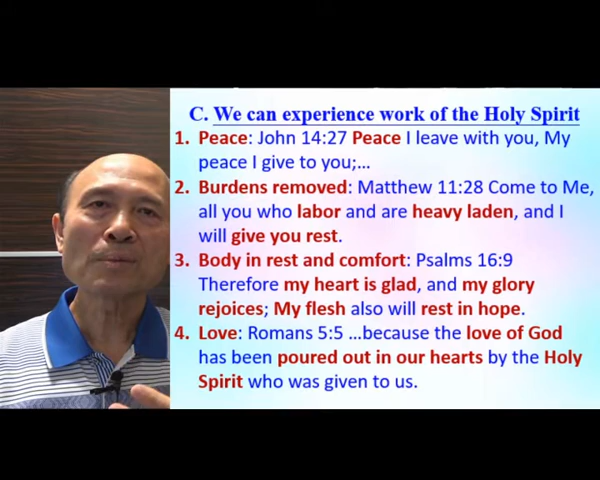 C. We can experience work of the Holy Spirit
1. Peace: John 14:27 Peace I leave with you, My
peace I give to you;…
2. Burdens removed: Matthew 11:28 Come to Me,
all you who labor and are heavy laden, and I
will give you rest.
3. Body in rest and comfort: Psalms 16:9
Therefore my heart is glad, and my glory
rejoices; My flesh also will rest in hope.
4. Love: Romans 5:5 …because the love of God
has been poured out in our hearts by the Holy
Spirit who was given to us.